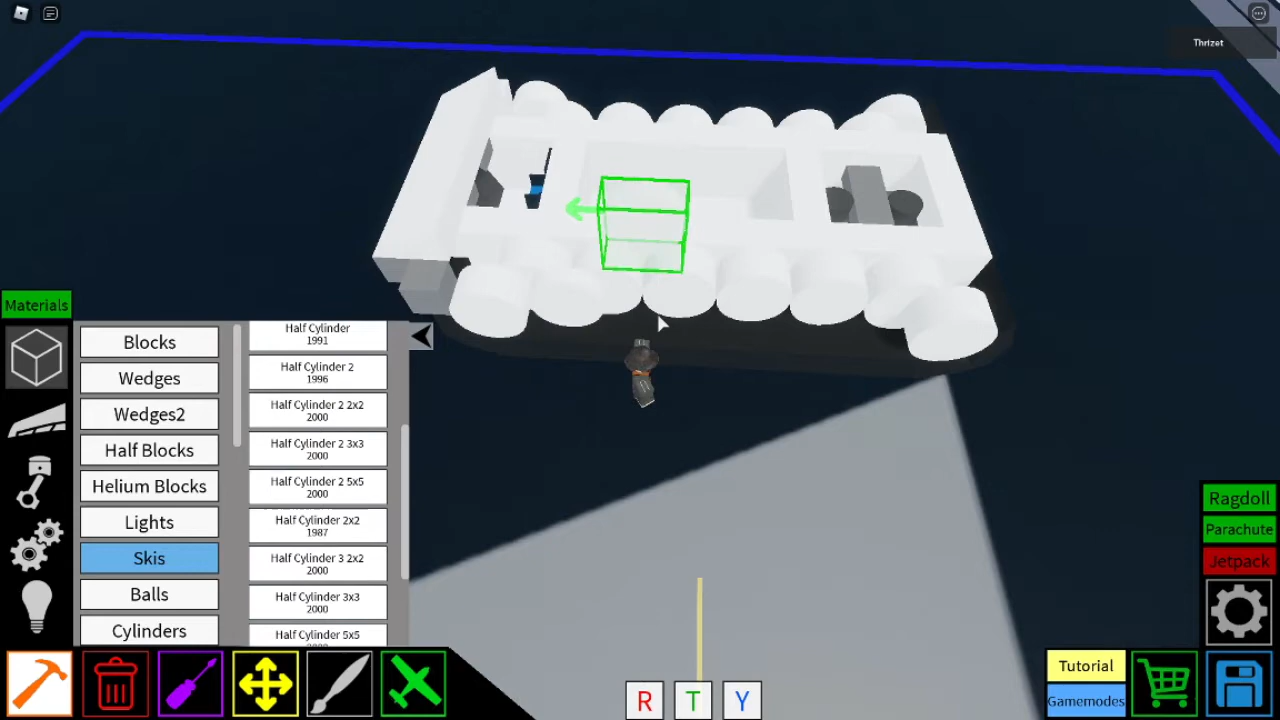 Thrizet
Materials
Blocks
Wedges
Wedges2
Half Blocks
Helium Blocks
Lights
Skis
Balls
Cylinders
Half Cylinder
1991
Half Cylinder 2
1996
Half Cylinder 2 2x2
2000
Half Cylinder 2 3x3
2000
Half Cylinder 2 5x5
2000
Half Cylinder 2x2
1987
Half Cylinder 3 2x2
2000
Half Cylinder 3x3
2000
Half Cylinder 5x5
Ragdoll
Parachute
Jetpack
Tutorial
Gamemodes
R T Y